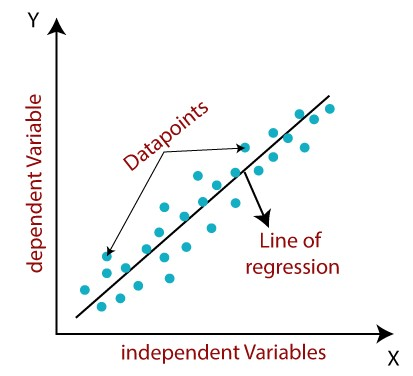 Y
dependent Variable
Datapoints
Line of
regression
independent Variables
X